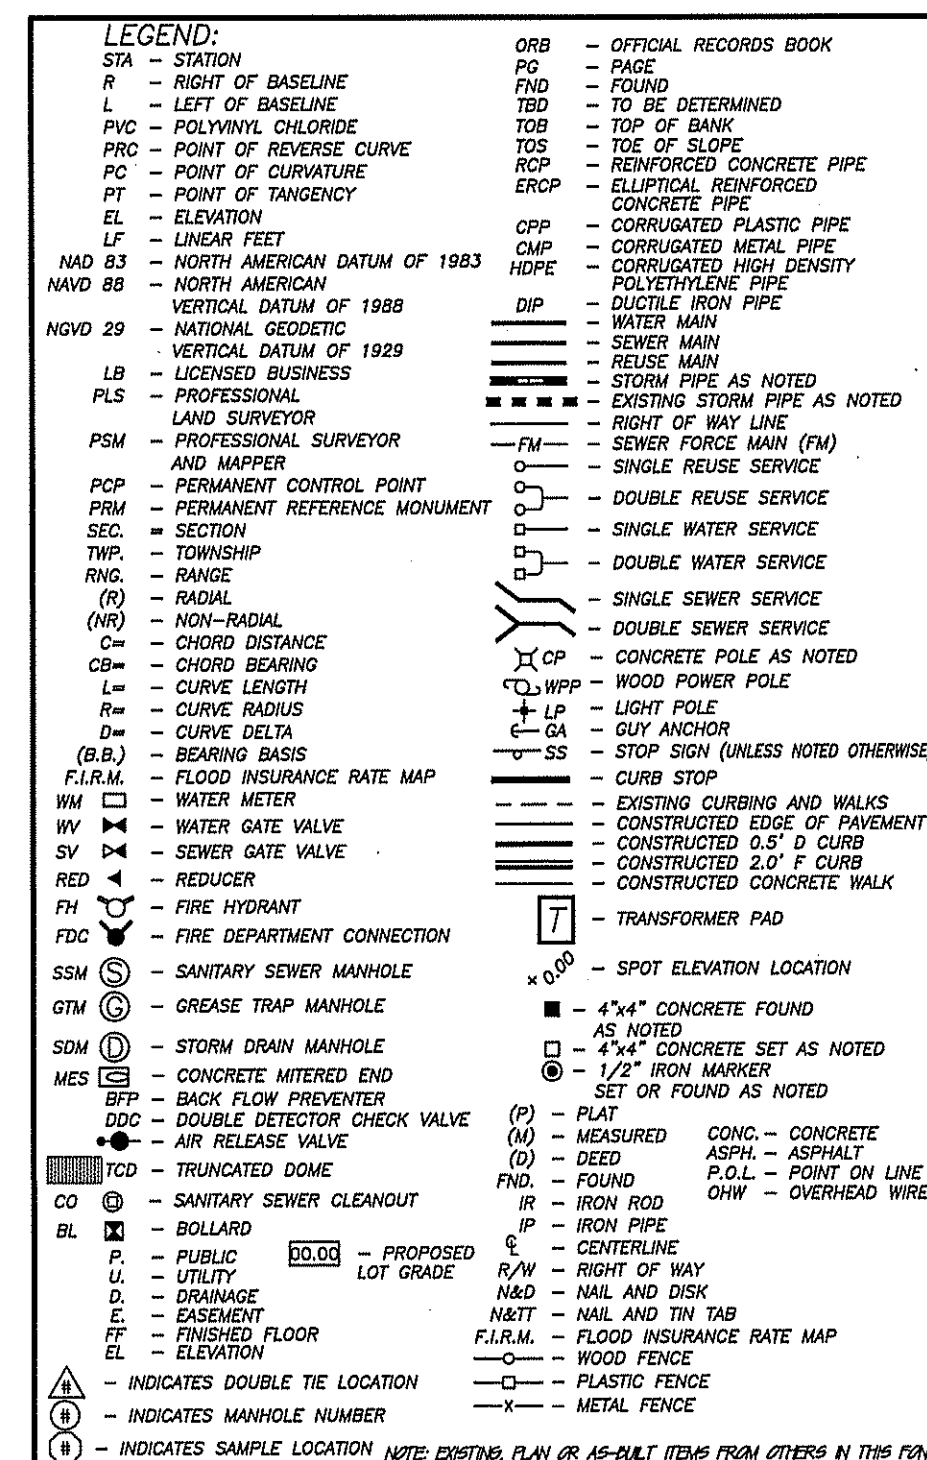 LEGEND:
STA – STATION
R – RIGHT OF BASELINE
L – LEFT OF BASELINE
PVC – POLYVINYL CHLORIDE
PRC – POINT OF REVERSE CURVE
PC – POINT OF CURVATURE
PT – POINT OF TANGENCY
EL – ELEVATION
LF – LINEAR FEET
NAD 83 – NORTH AMERICAN DATUM OF 1983
NAVD 88 – NORTH AMERICAN
VERTICAL DATUM OF 1988
NGVD 29 – NATIONAL GEODETIC
VERTICAL DATUM OF 1929
LB – LICENSED BUSINESS
PLS – PROFESSIONAL
LAND SURVEYOR
PSM – PROFESSIONAL SURVEYOR
AND MAPPER
PCP – PERMANENT CONTROL POINT
PRM – PERMANENT REFERENCE MONUMENT
SEC. = SECTION
TWP. – TOWNSHIP
RNG. – RANGE
(R) – RADIAL
(NR) – NON-RADIAL
C= – CHORD DISTANCE
CB= – CHORD BEARING
L= – CURVE LENGTH
R= – CURVE RADIUS
D= – CURVE DELTA
(B.B.) – BEARING BASIS
F.I.R.M. – FLOOD INSURANCE RATE MAP
WM – WATER METER
WV – WATER GATE VALVE
SV – SEWER GATE VALVE
RED – REDUCER
FH – FIRE HYDRANT
FDC – FIRE DEPARTMENT CONNECTION
SSM S – SANITARY SEWER MANHOLE
GTM G – GREASE TRAP MANHOLE
SDM D – STORM DRAIN MANHOLE
MES – CONCRETE MITERED END
BFP – BACK FLOW PREVENTER
DDC – DOUBLE DETECTOR CHECK VALVE
– AIR RELEASE VALVE
TCD – TRUNCATED DOME
CO – SANITARY SEWER CLEANOUT
BL – BOLLARD
P. – PUBLIC
U. – UTILITY
D. – DRAINAGE
E. – EASEMENT
FF – FINISHED FLOOR
EL – ELEVATION
00.00 – PROPOSED
LOT GRADE
# – INDICATES DOUBLE TIE LOCATION
# – INDICATES MANHOLE NUMBER
# – INDICATES SAMPLE LOCATION
ORB – OFFICIAL RECORDS BOOK
PG – PAGE
FND – FOUND
TBD – TO BE DETERMINED
TOB – TOP OF BANK
TOS – TOE OF SLOPE
RCP – REINFORCED CONCRETE PIPE
ERCP – ELLIPTICAL REINFORCED
CONCRETE PIPE
CPP – CORRUGATED PLASTIC PIPE
CMP – CORRUGATED METAL PIPE
HDPE – CORRUGATED HIGH DENSITY
POLYETHYLENE PIPE
DIP – DUCTILE IRON PIPE
– WATER MAIN
– SEWER MAIN
– REUSE MAIN
– STORM PIPE AS NOTED
– EXISTING STORM PIPE AS NOTED
– RIGHT OF WAY LINE
FM – SEWER FORCE MAIN (FM)
– SINGLE REUSE SERVICE
– DOUBLE REUSE SERVICE
– SINGLE WATER SERVICE
– DOUBLE WATER SERVICE
– SINGLE SEWER SERVICE
– DOUBLE SEWER SERVICE
CP – CONCRETE POLE AS NOTED
WPP – WOOD POWER POLE
LP – LIGHT POLE
GA – GUY ANCHOR
SS – STOP SIGN (UNLESS NOTED OTHERWISE)
– CURB STOP
– EXISTING CURBING AND WALKS
– CONSTRUCTED EDGE OF PAVEMENT
– CONSTRUCTED 0.5' D CURB
– CONSTRUCTED 2.0' F CURB
– CONSTRUCTED CONCRETE WALK
T – TRANSFORMER PAD
x 0.00 – SPOT ELEVATION LOCATION
– 4"x4" CONCRETE FOUND
AS NOTED
– 4"x4" CONCRETE SET AS NOTED
– 1/2" IRON MARKER
SET OR FOUND AS NOTED
(P) – PLAT
(M) – MEASURED
(D) – DEED
FND. – FOUND
IR – IRON ROD
IP – IRON PIPE
℄ – CENTERLINE
R/W – RIGHT OF WAY
N&D – NAIL AND DISK
N&TT – NAIL AND TIN TAB
F.I.R.M. – FLOOD INSURANCE RATE MAP
– WOOD FENCE
– PLASTIC FENCE
x – METAL FENCE
CONC. – CONCRETE
ASPH. – ASPHALT
P.O.L. – POINT ON LINE
OHW – OVERHEAD WIRE
NOTE: EXISTING, PLAN OR AS-BUILT ITEMS FROM OTHERS IN THIS FON